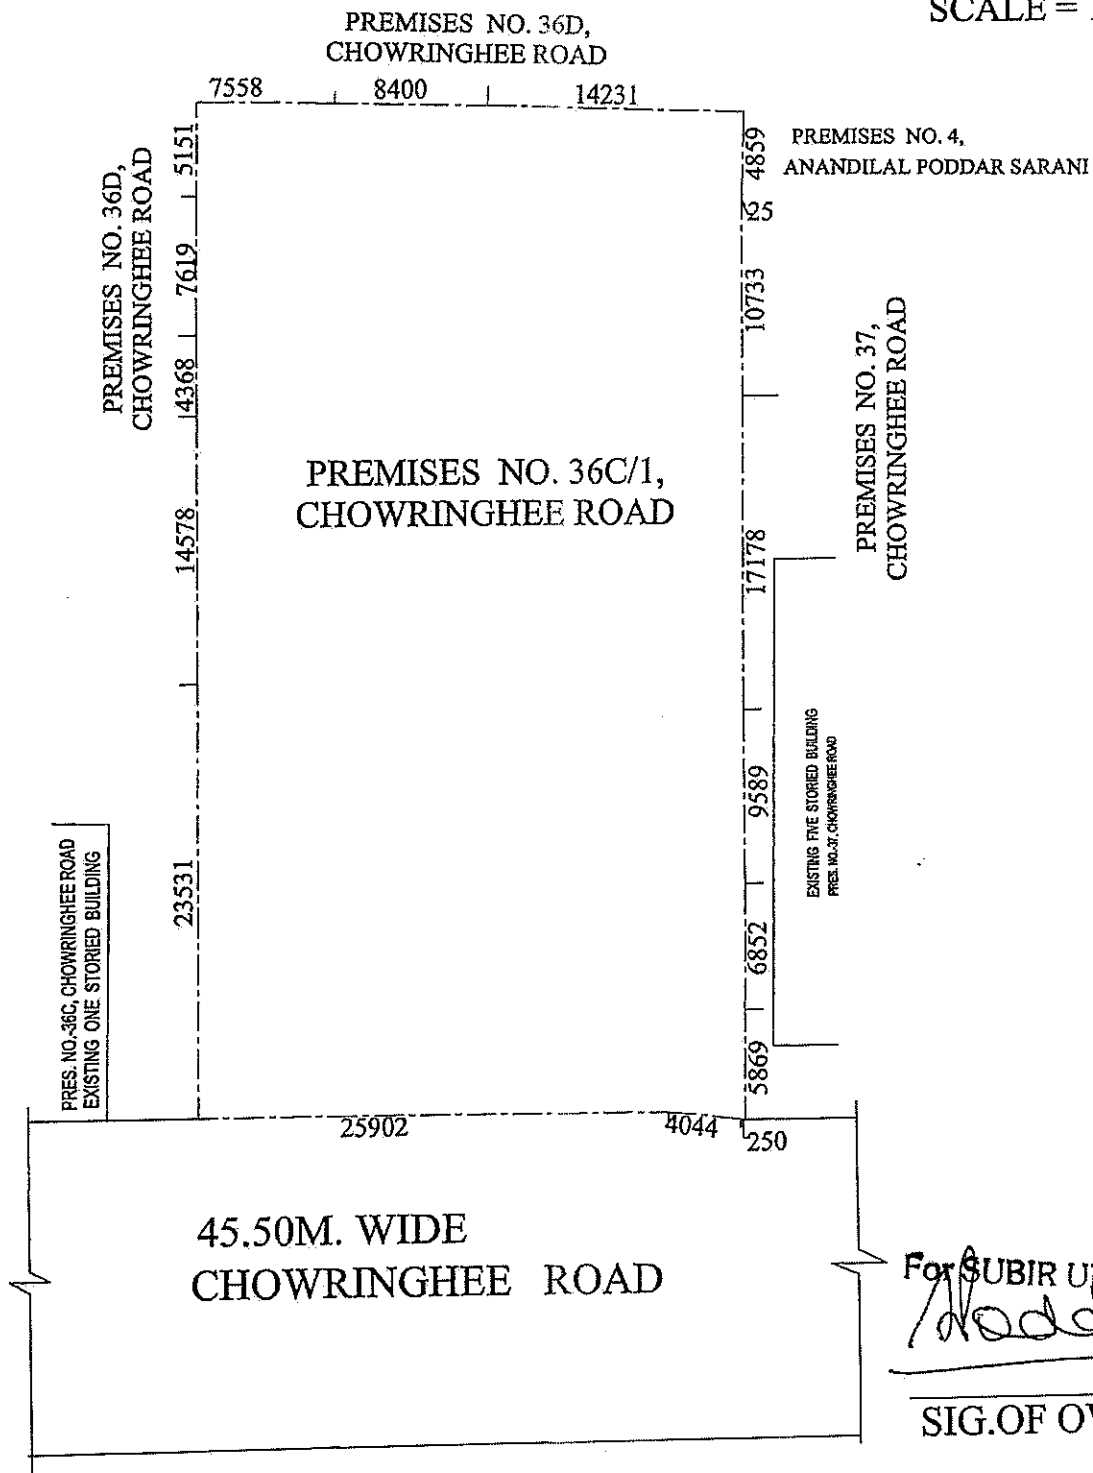 SCALE =
PREMISES NO. 36D,
CHOWRINGHEE ROAD
7558 8400 14231
5151
7619
4368
14578
23531
PREMISES NO. 36D,
CHOWRINGHEE ROAD
4859
25
10733
17178
9589
6852
5869
PREMISES NO. 4,
ANANDILAL PODDAR SARANI
PREMISES NO. 37,
CHOWRINGHEE ROAD
PREMISES NO. 36C/1,
CHOWRINGHEE ROAD
EXISTING FIVE STORIED BUILDING
PRES. NO.-37, CHOWRINGHEE ROAD
PRES. NO.-36C, CHOWRINGHEE ROAD
EXISTING ONE STORIED BUILDING
25902 4044 250
45.50M. WIDE
CHOWRINGHEE ROAD
For SUBIR
SIG.OF